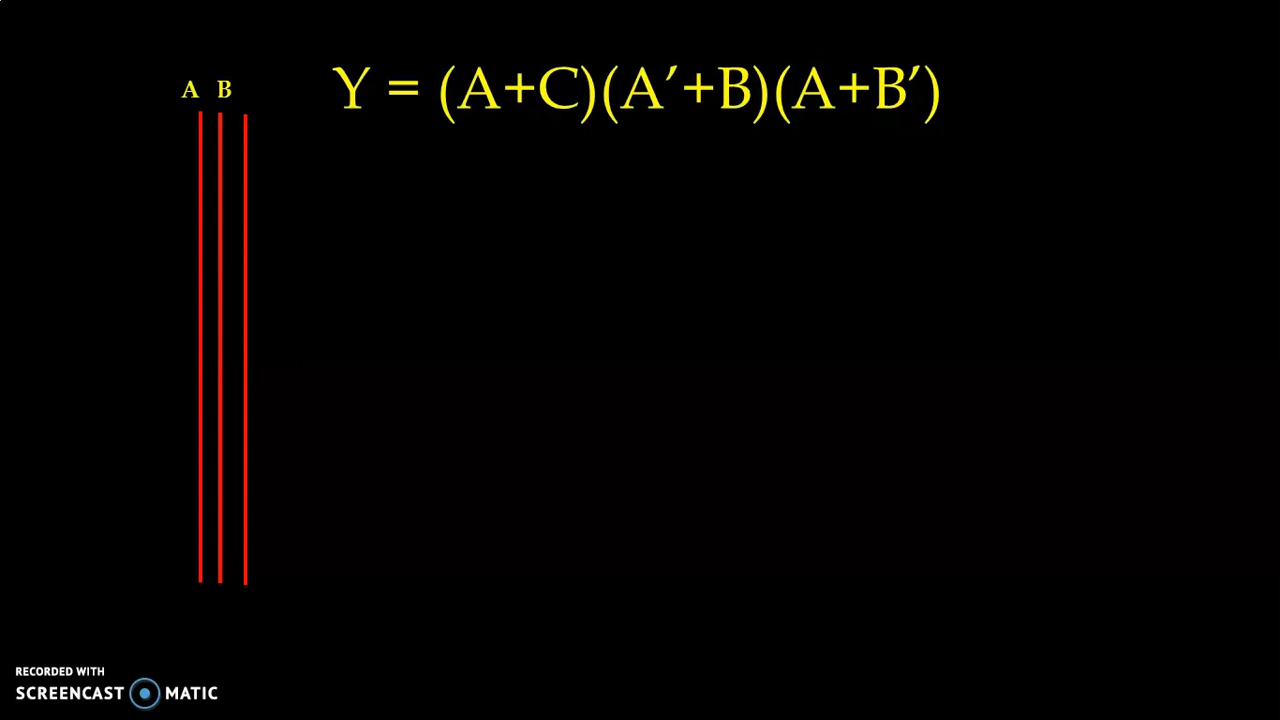 Y = (A+C)(A′+B)(A+B′)
A B
RECORDED WITH
SCREENCAST MATIC